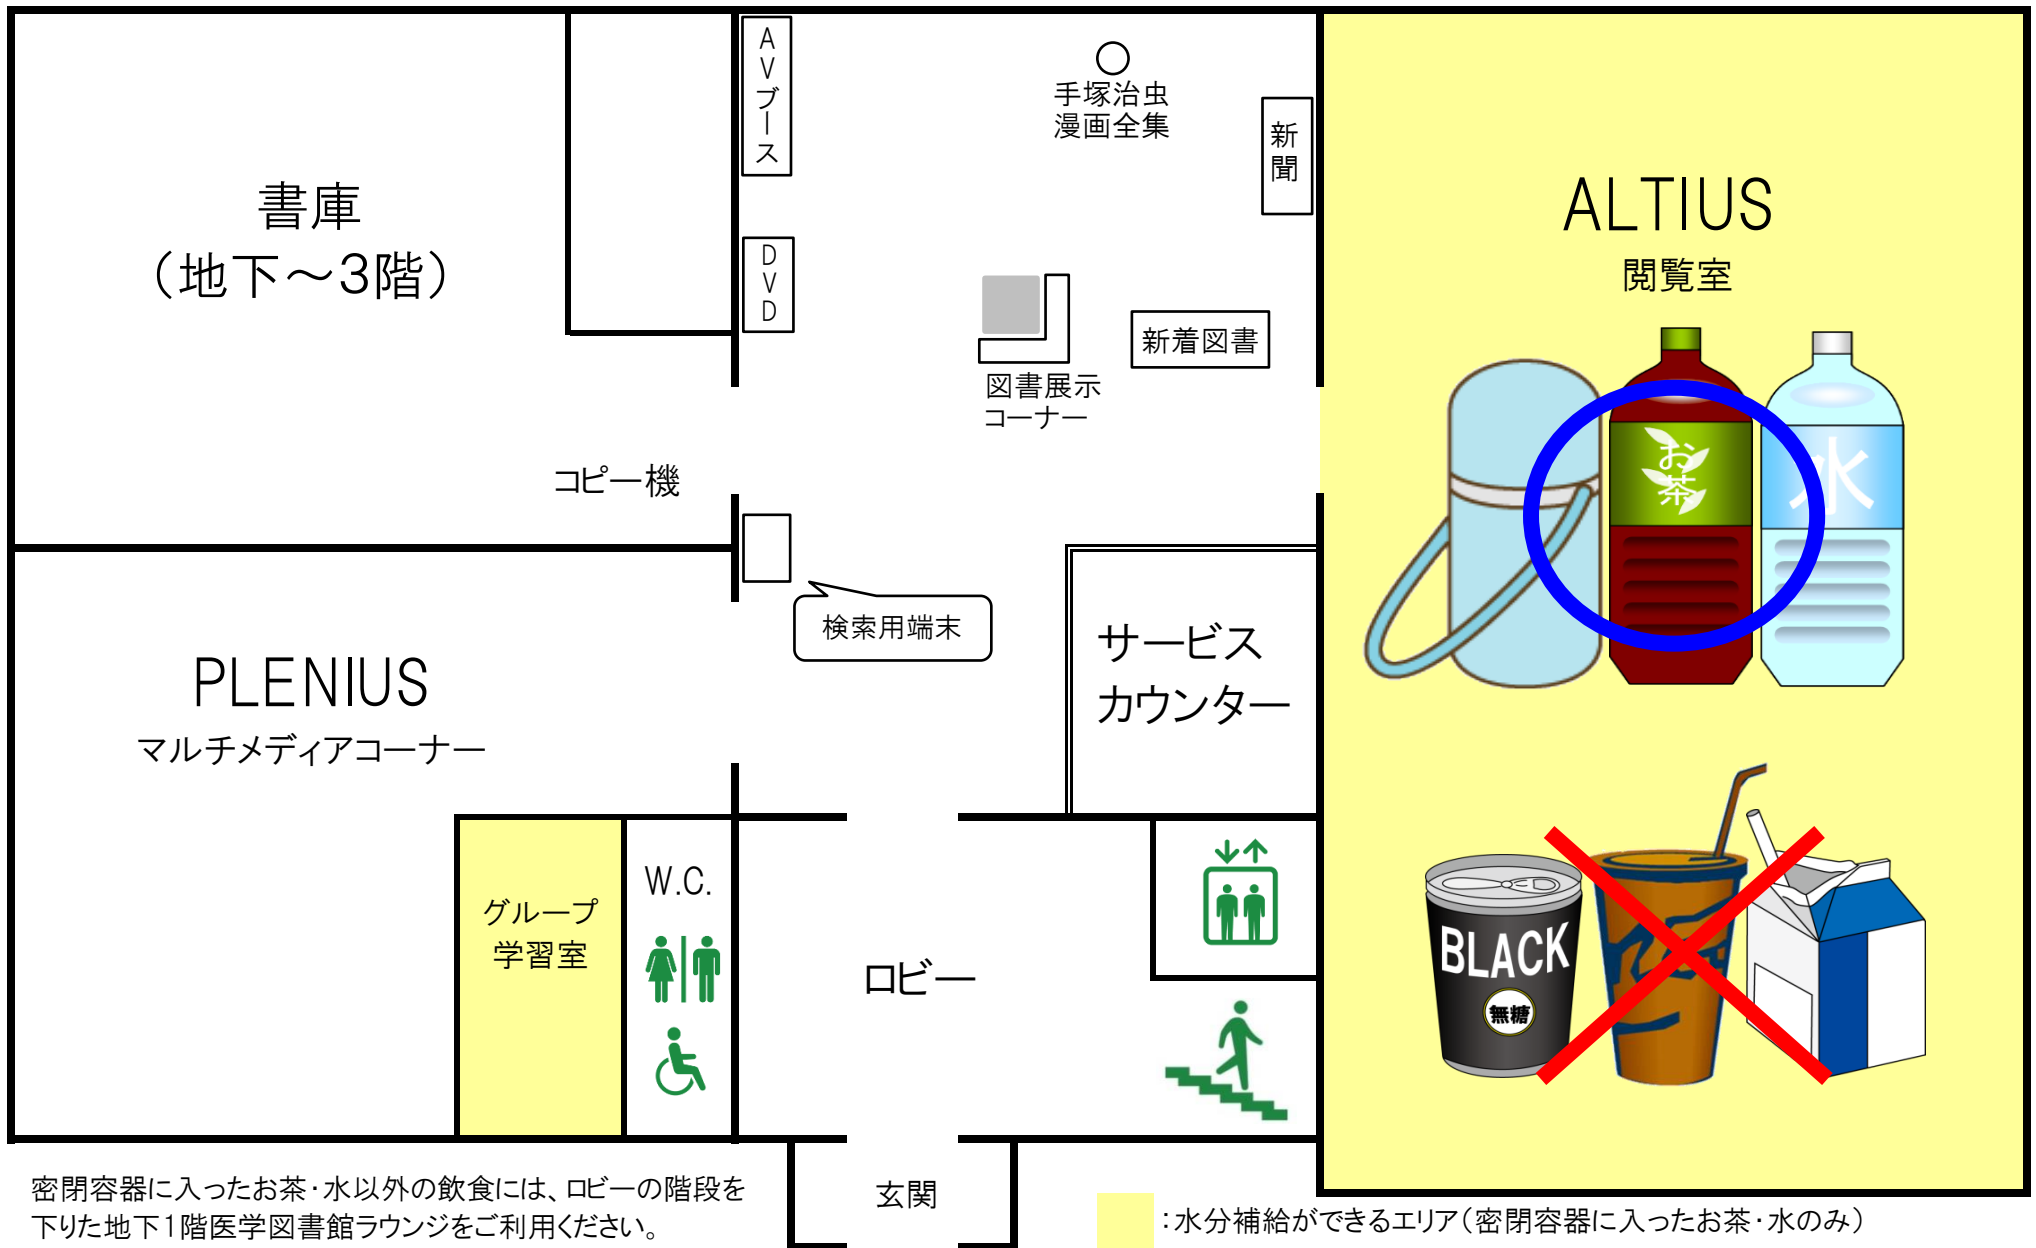 書庫
（地下～3階）
AVブース
DVD
手塚治虫
漫画全集
新聞
図書展示
コーナー
新着図書
ALTIUS
閲覧室
お茶
水
コピー機
検索用端末
サービス
カウンター
PLENIUS
マルチメディアコーナー
グループ
学習室
W.C.
ロビー
BLACK
無糖
玄関
密閉容器に入ったお茶・水以外の飲食には、ロビーの階段を
下りた地下1階医学図書館ラウンジをご利用ください。
：水分補給ができるエリア（密閉容器に入ったお茶・水のみ）